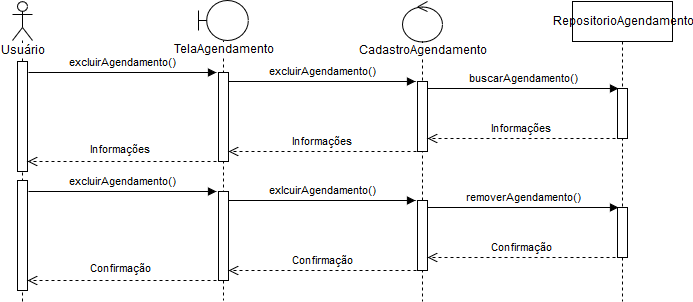 RepositorioAgendamento
Usuário
TelaAgendamento
CadastroAgendamento
excluirAgendamento()
excluirAgendamento()
buscarAgendamento()
Informações
Informações
Informações
excluirAgendamento()
exlcuirAgendamento()
removerAgendamento()
Confirmação
Confirmação
Confirmação